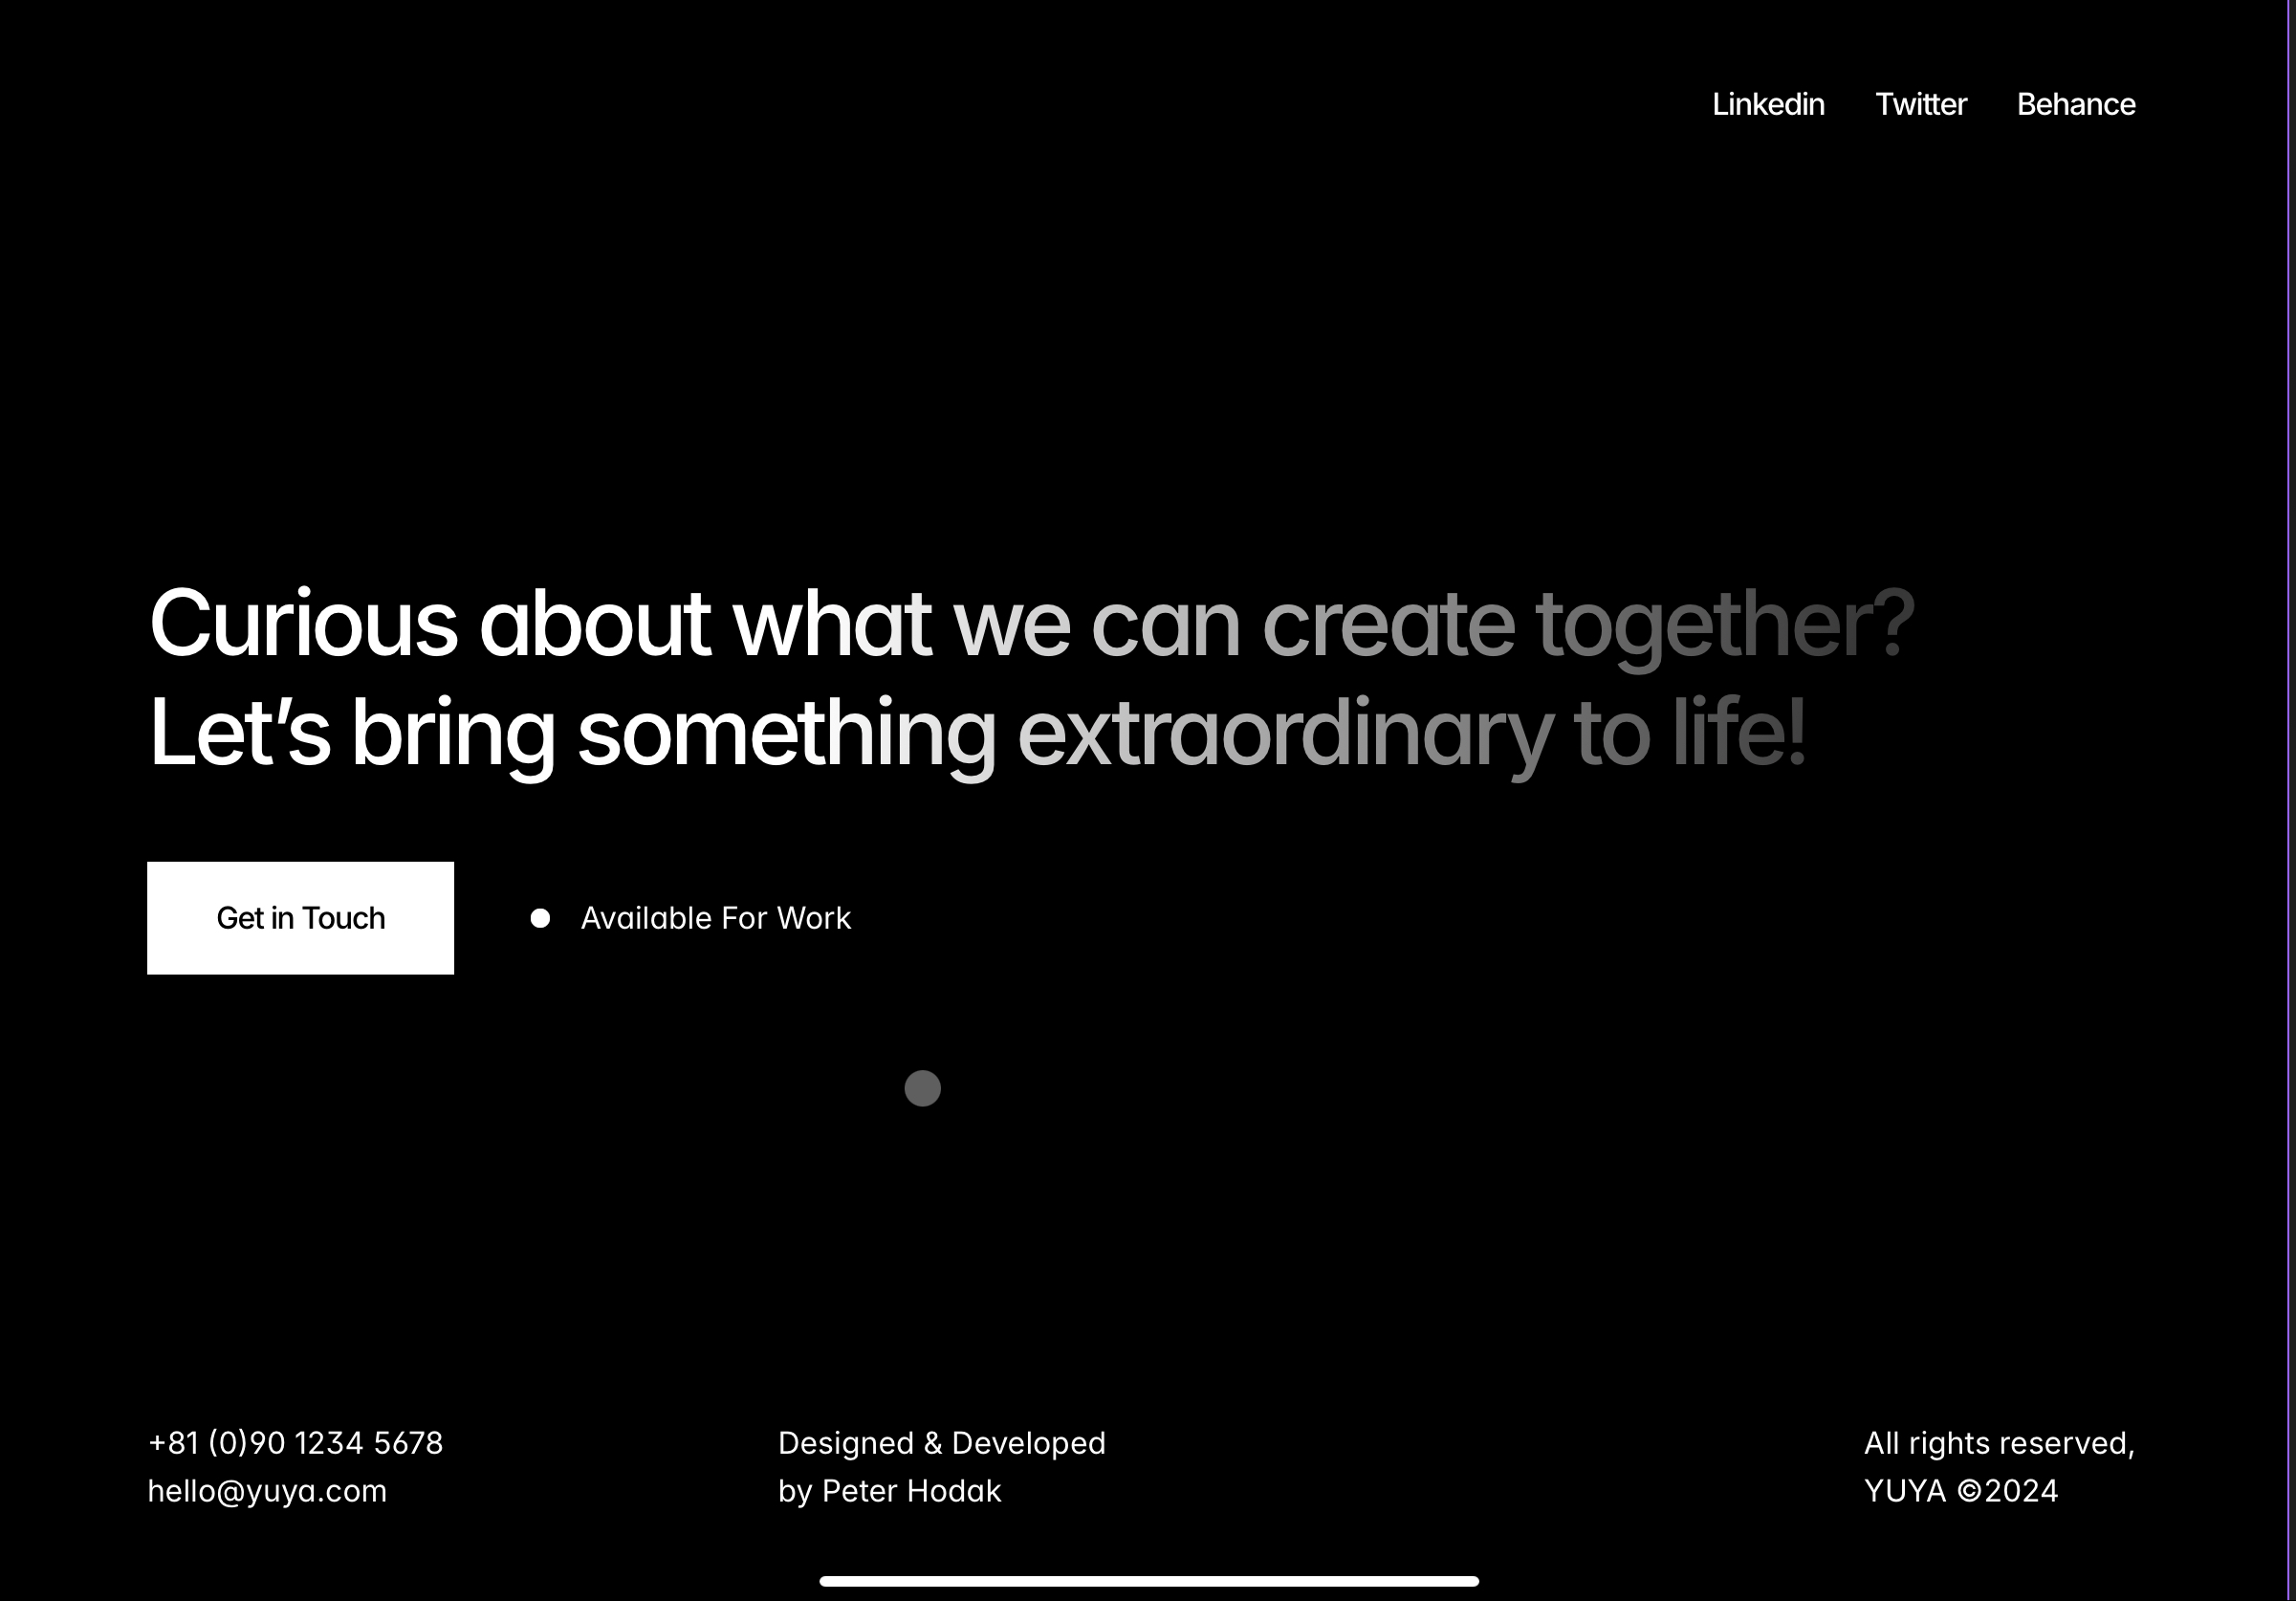 Linkedin Twitter Behance
Curious about what we can create together?
Let’s bring something extraordinary to life!
Get in Touch
Available For Work
+81 (0)90 1234 5678
hello@yuya.com
Designed & Developed
by Peter Hodak
All rights reserved,
YUYA ©2024